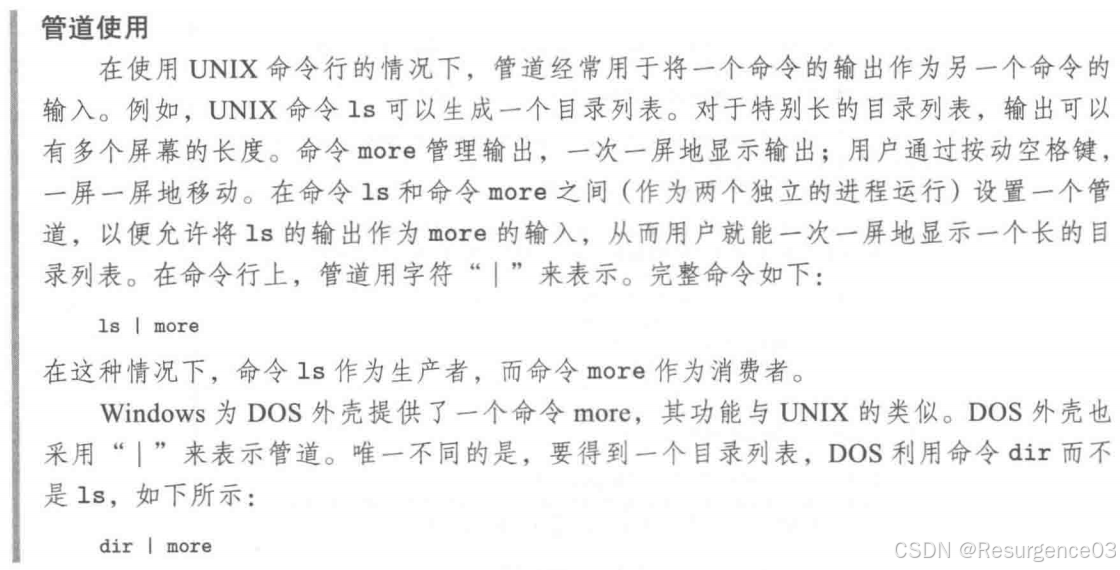 管道使用
在使用 UNIX 命令行的情况下，管道经常用于将一个命令的输出作为另一个命令的
输入。例如，UNIX 命令 ls 可以生成一个目录列表。对于特别长的目录列表，输出可以
有多个屏幕的长度。命令 more 管理输出，一次一屏地显示输出；用户通过按动空格键，
一屏一屏地移动。在命令 ls 和命令 more 之间（作为两个独立的进程运行）设置一个管
道，以便允许将 ls 的输出作为 more 的输入，从而用户就能一次一屏地显示一个长的目
录列表。在命令行上，管道用字符“|”来表示。完整命令如下：
ls | more
在这种情况下，命令 ls 作为生产者，而命令 more 作为消费者。
Windows 为 DOS 外壳提供了一个命令 more，其功能与 UNIX 的类似。DOS 外壳也
采用“|”来表示管道。唯一不同的是，要得到一个目录列表，DOS 利用命令 dir 而不
是 ls，如下所示：
dir | more
CSDN @Resurgence03